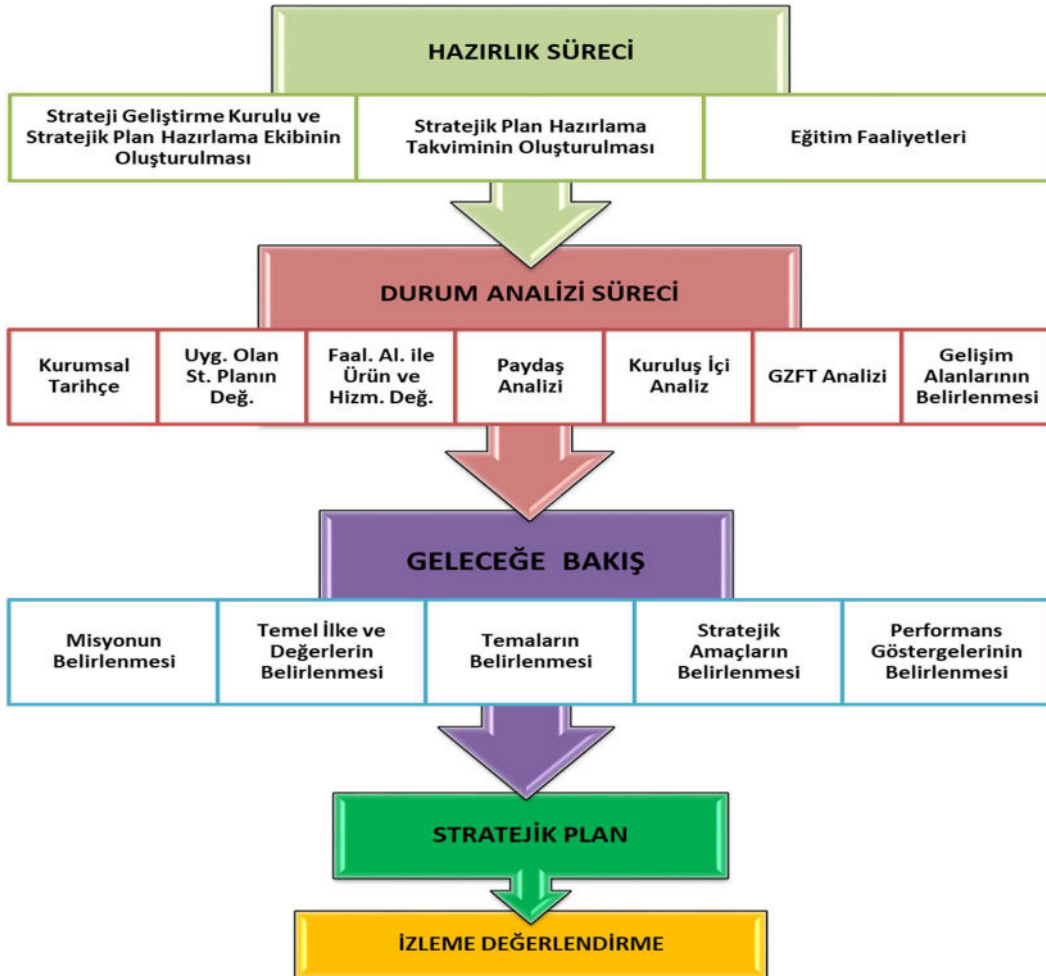 HAZIRLIK SÜRECİ
Strateji Geliştirme Kurulu ve
Stratejik Plan Hazırlama Ekibinin
Oluşturulması
Stratejik Plan Hazırlama
Takviminin Oluşturulması
Eğitim Faaliyetleri
DURUM ANALİZİ SÜRECİ
Kurumsal
Tarihçe
Uyg. Olan
St. Planın
Değ.
Faal. Al. ile
Ürün ve
Hizm. Değ.
Paydaş
Analizi
Kuruluş İçi
Analiz
GZFT Analizi
Gelişim
Alanlarının
Belirlenmesi
GELECEĞE BAKIŞ
Misyonun
Belirlenmesi
Temel İlke ve
Değerlerin
Belirlenmesi
Temaların
Belirlenmesi
Stratejik
Amaçların
Belirlenmesi
Performans
Göstergelerinin
Belirlenmesi
STRATEJİK PLAN
İZLEME DEĞERLENDİRME